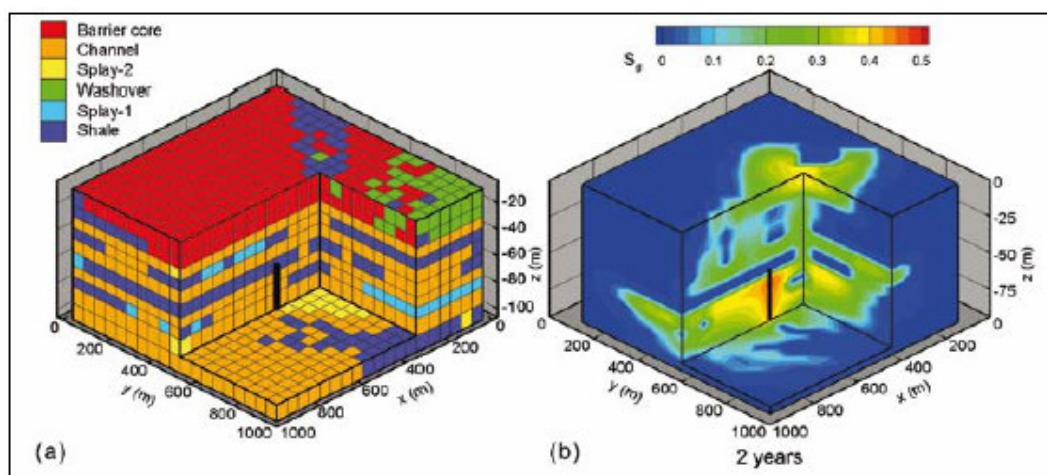 Barrier core
Channel
Splay-2
Washover
Splay-1
Shale
-20
-40
-60
-80
-100
z (m)
0
200
400
600
800
1000
y (m)
0
200
400
600
800
1000
x (m)
(a)
Sg 0 0.1 0.2 0.3 0.4 0.5
0
-25
-50
-75
z (m)
0
200
400
600
800
1000
y (m)
0
200
400
600
800
1000
x (m)
(b)
2 years